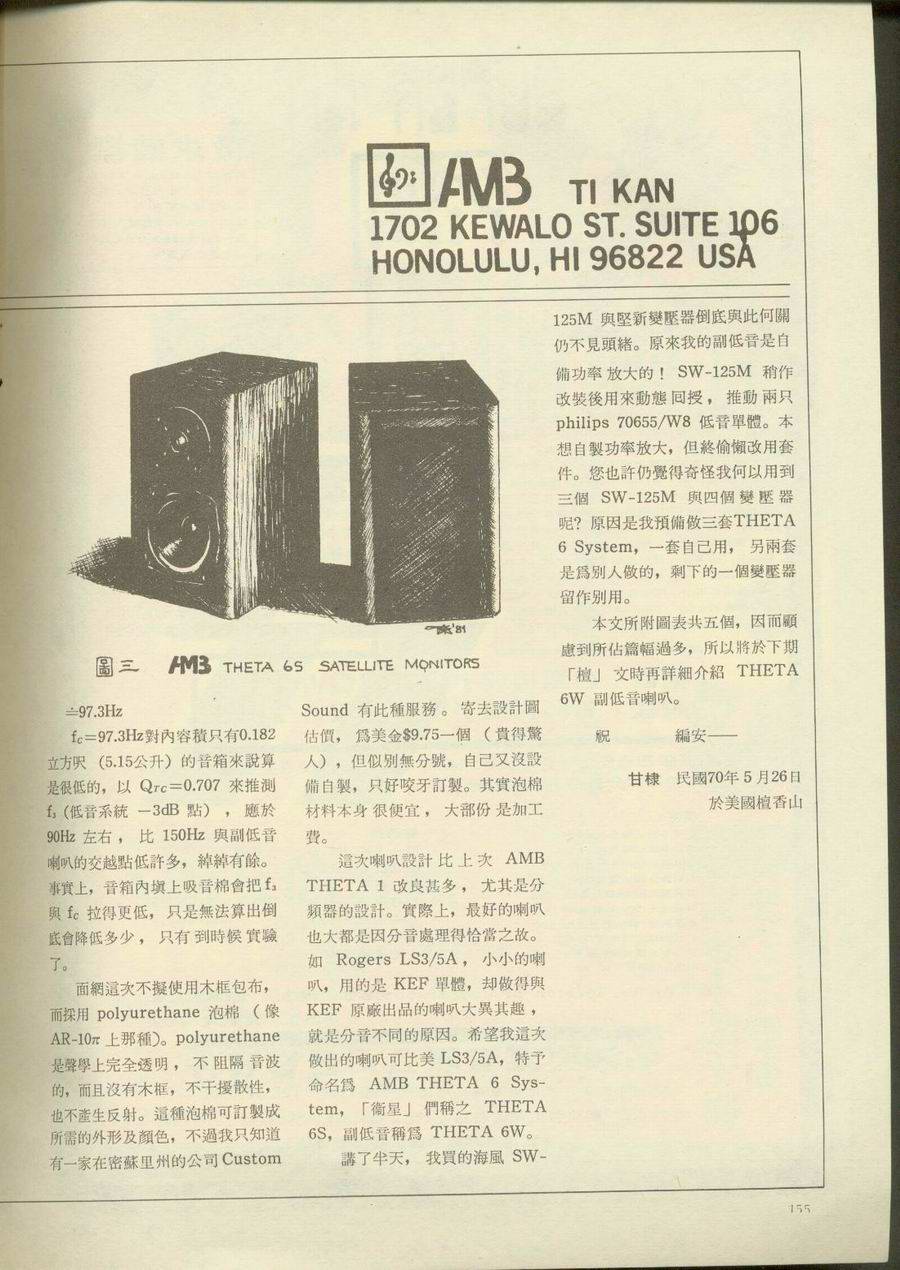 AMB TI KAN
1702 KEWALO ST. SUITE 106
HONOLULU, HI 96822 USA
圖三 AMB THETA 6S SATELLITE MONITORS
≐97.3Hz
fc=97.3Hz對內容積只有0.182
立方呎 (5.15公升) 的音箱來說算
是很低的，以 QTC=0.707 來推測
f3 (低音系統 −3dB 點) ，應於
90Hz 左右，比 150Hz 與副低音
喇叭的交越點低許多，綽綽有餘。
事實上，音箱內塡上吸音棉會把 f3
與 fc 拉得更低，只是無法算出倒
底會降低多少，只有到時候實驗
了。
面網這次不擬使用木框包布，
而採用 polyurethane 泡棉 (像
AR-10π 上那種)。polyurethane
是聲學上完全透明，不阻隔音波
的，而且沒有木框，不干擾散性，
也不產生反射。這種泡棉可訂製成
所需的外形及顏色，不過我只知道
有一家在密蘇里州的公司 Custom
Sound 有此種服務。寄去設計圖
估價，爲美金$9.75一個 (貴得驚
人) ，但似別無分號，自己又沒設
備自製，只好咬牙訂製。其實泡棉
材料本身很便宜，大部份是加工
費。
這次喇叭設計比上次 AMB
THETA 1 改良甚多，尤其是分
頻器的設計。實際上，最好的喇叭
也大都是因分音處理得恰當之故。
如 Rogers LS3/5A，小小的喇
叭，用的是 KEF 單體，却做得與
KEF 原廠出品的喇叭大異其趣，
就是分音不同的原因。希望我這次
做出的喇叭可比美 LS3/5A，特予
命名爲 AMB THETA 6 Sys-
tem，「衞星」們稱之 THETA
6S，副低音稱爲 THETA 6W。
講了半天，我買的海風 SW-
125M 與堅新變壓器倒底與此何關
仍不見頭緒。原來我的副低音是自
備功率放大的！SW-125M 稍作
改裝後用來動態回授，推動兩只
philips 70655/W8 低音單體。本
想自製功率放大，但終偷懶改用套
件。您也許仍覺得奇怪我何以用到
三個 SW-125M 與四個變壓器
呢？原因是我預備做三套THETA
6 System，一套自己用，另兩套
是爲別人做的，剩下的一個變壓器
留作別用。
本文所附圖表共五個，因而顧
慮到所佔篇幅過多，所以將於下期
「檀」文時再詳細介紹 THETA
6W 副低音喇叭。
祝 編安——
甘棣 民國70年5月26日
於美國檀香山
155